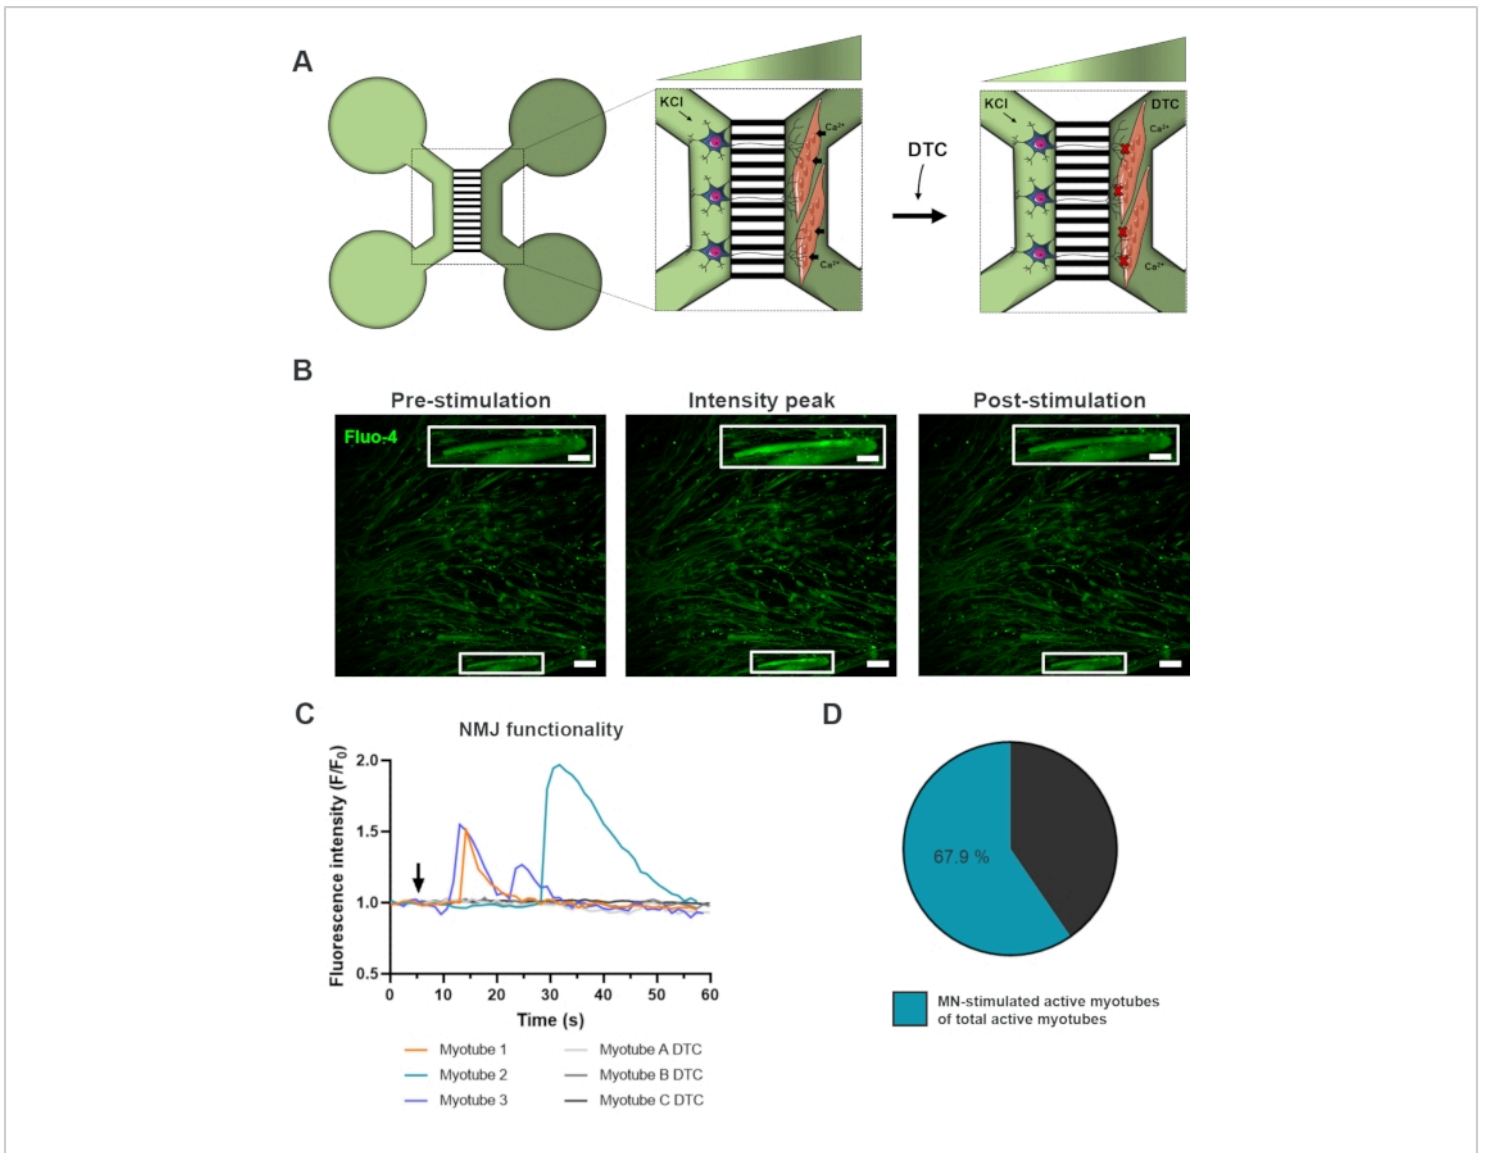 A
KCl
Ca2+
Ca2+
DTC
KCl
DTC
Ca2+
Ca2+
B
Pre-stimulation
Intensity peak
Post-stimulation
Fluo-4
C
NMJ functionality
Fluorescence intensity (F/F0)
2.0
1.5
1.0
0.5
0 10 20 30 40 50 60
Time (s)
Myotube 1
Myotube 2
Myotube 3
Myotube A DTC
Myotube B DTC
Myotube C DTC
D
67.9 %
MN-stimulated active myotubes
of total active myotubes